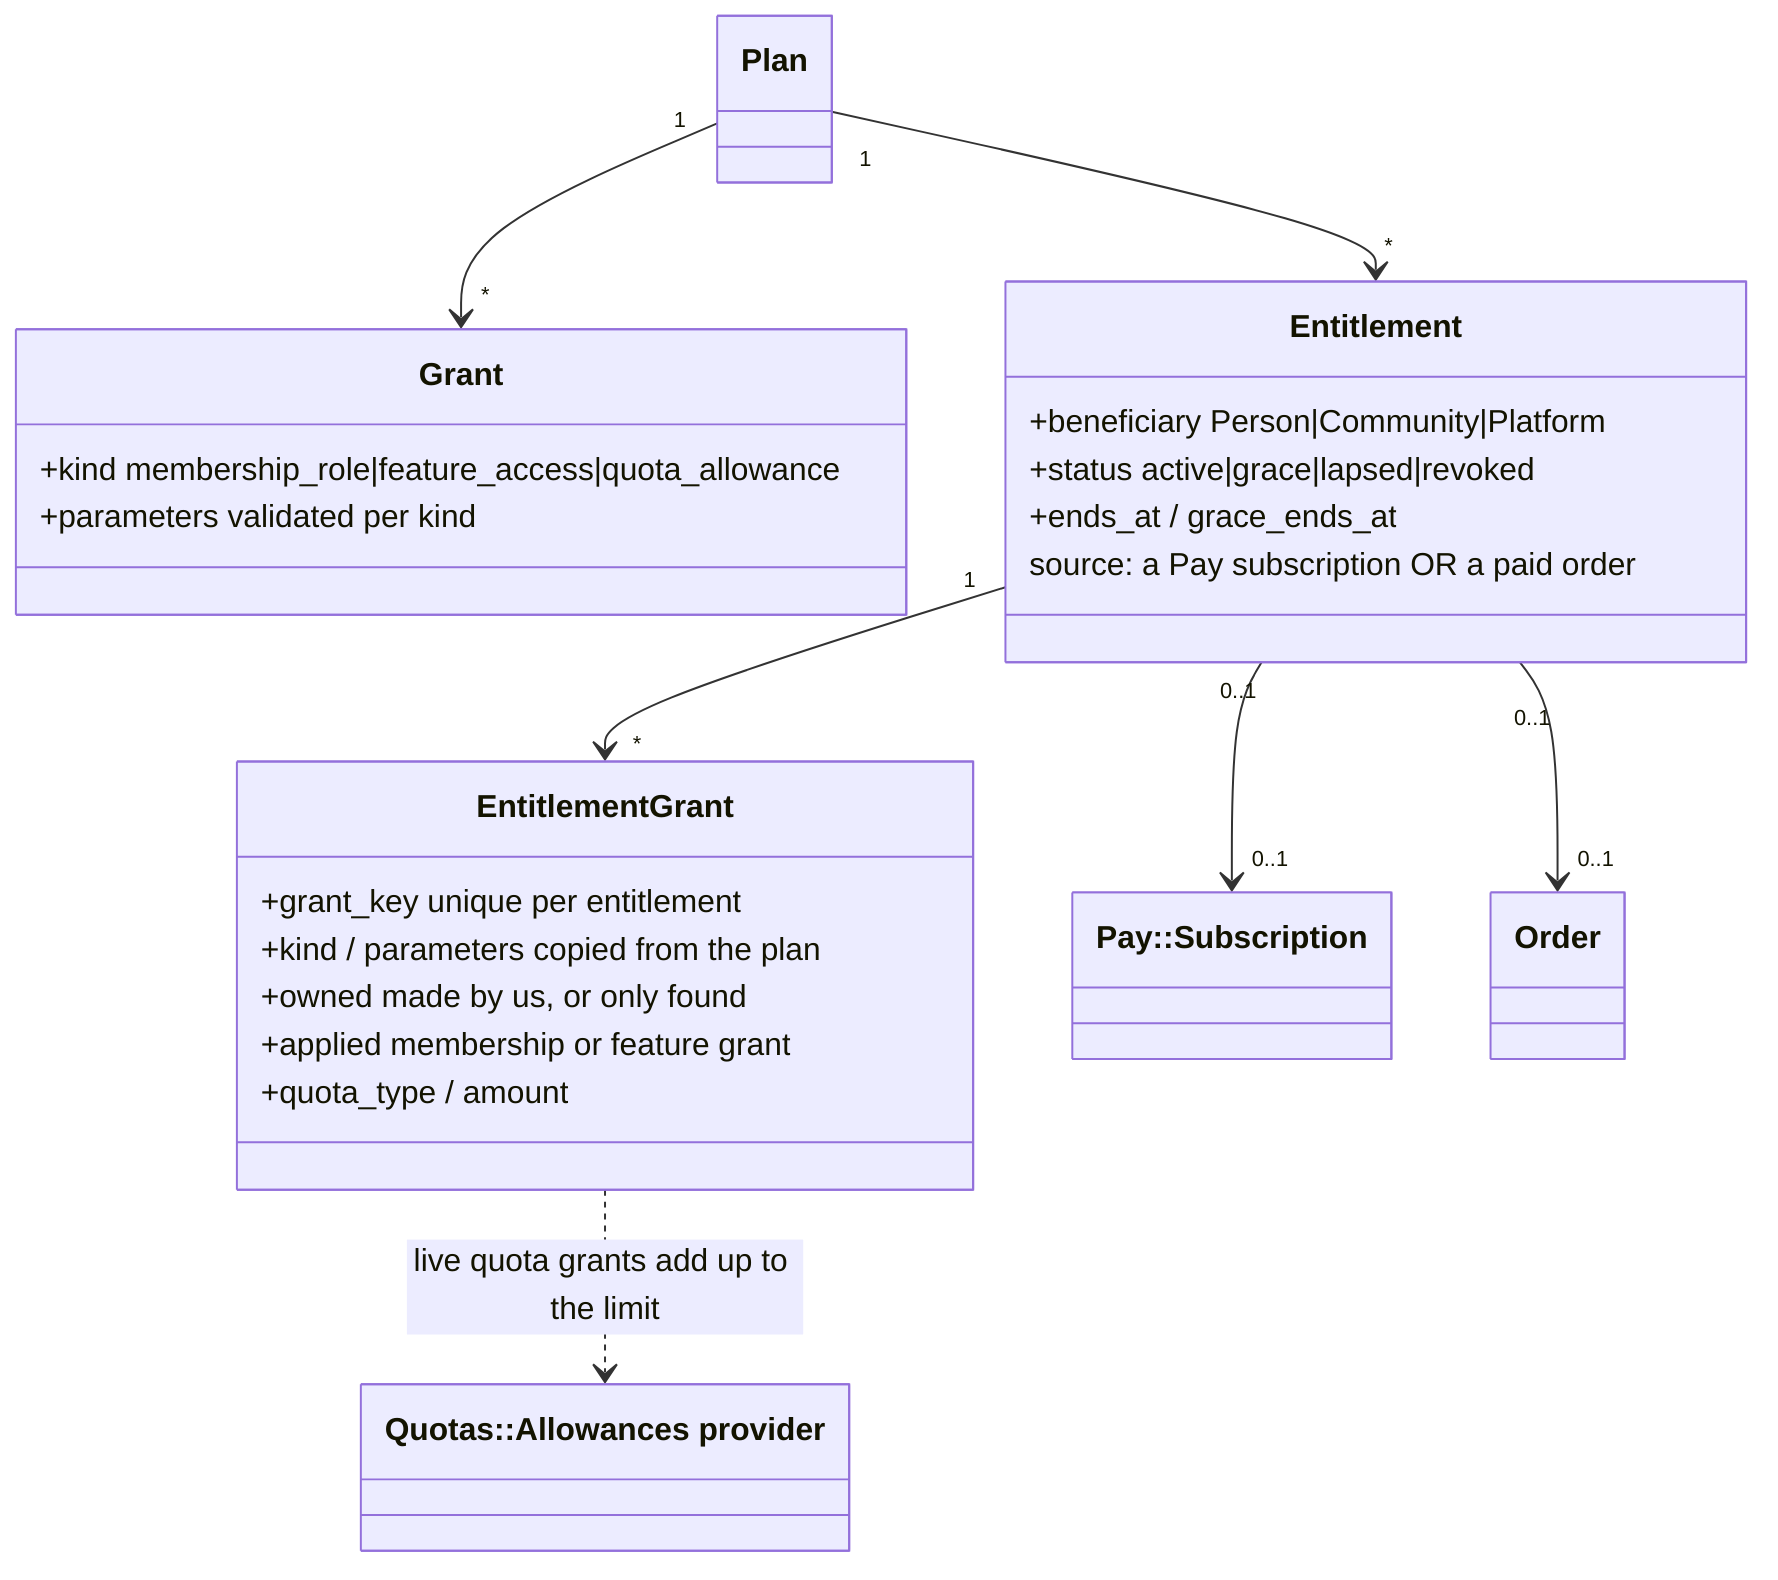 Plan
1
1
*
*
Grant
+kind membership_role|feature_access|quota_allowance
+parameters validated per kind
Entitlement
+beneficiary Person|Community|Platform
+status active|grace|lapsed|revoked
+ends_at / grace_ends_at
source: a Pay subscription OR a paid order
1
*
0..1
0..1
0..1
0..1
EntitlementGrant
+grant_key unique per entitlement
+kind / parameters copied from the plan
+owned made by us, or only found
+applied membership or feature grant
+quota_type / amount
Pay::Subscription
Order
live quota grants add up to
the limit
Quotas::Allowances provider